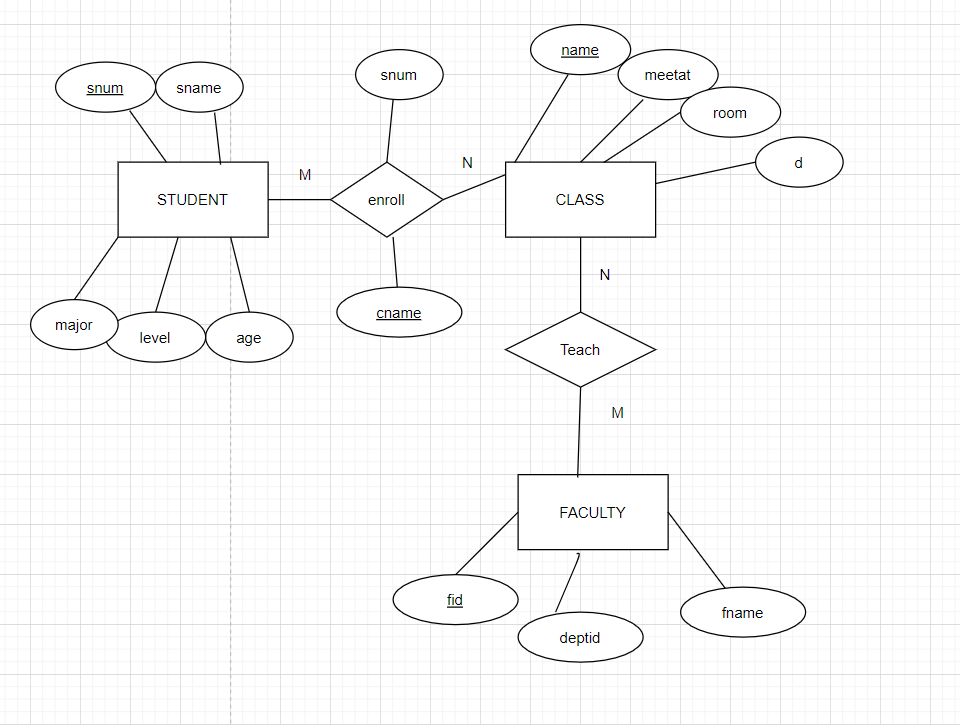 name
snum
meetat
snum
sname
room
M
N
d
STUDENT
enroll
CLASS
N
cname
major
level
age
Teach
M
FACULTY
fid
fname
deptid